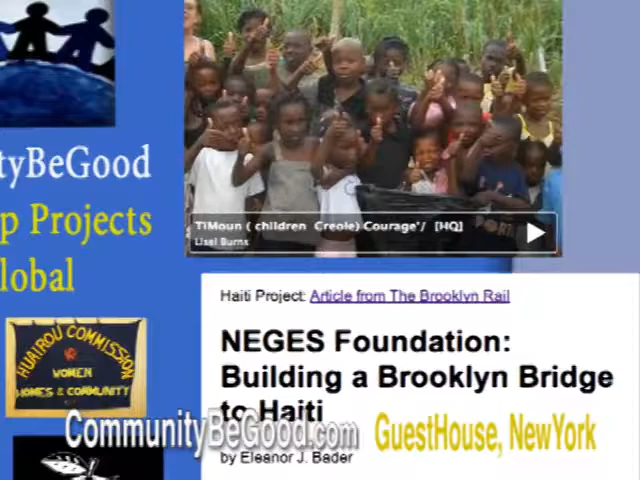 tyBeGood
p Projects
lobal
TiMoun ( children Creole) Courage"/ [HQ]
Lisel Burns
Haiti Project: Article from The Brooklyn Rail
NEGES Foundation:
Building a Brooklyn Bridge
to Haiti
by Eleanor J. Bader
HUAIROU COMMISSION
WOMEN
HOMES & COMMUNITY
CommunityBeGood.com GuestHouse, NewYork